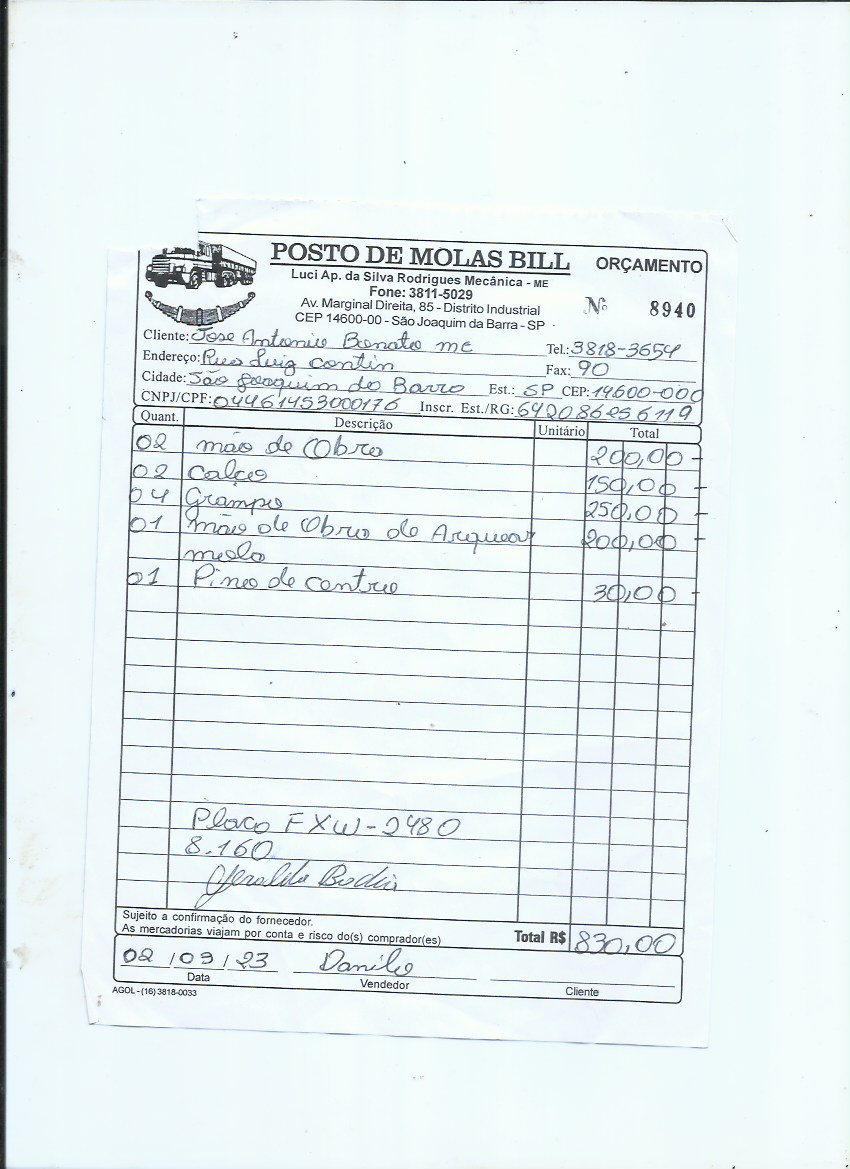 POSTO DE MOLAS BILL
ORÇAMENTO
Luci Ap. da Silva Rodrigues Mecânica - ME
Fone: 3811-5029
Av. Marginal Direita, 85 - Distrito Industrial
CEP 14600-00 - São Joaquim da Barra - SP
Nº 8940
Cliente: Jose Antonio Bonato me Tel.: 3818-3654
Endereço: Rua Luiz Contin Fax: 90
Cidade: São Joaquim da Barra Est.: SP CEP: 14600-000
CNPJ/CPF: 04461453000176 Inscr. Est./RG:
Quant. Descrição Unitário Total
02 mão de Obra 200,00
02 Calço 150,00
04 Grampo 250,00
01 mão de Obra de Arquear 200,00
mola
01 Pino de centro 30,00
Placa FXW-2480
8.160
Sujeito a confirmação do fornecedor.
As mercadorias viajam por conta e risco do(s) comprador(es)
Total R$ 830,00
02 / 09 / 23 Danilo
Data Vendedor Cliente
AGOL - (16) 3818-0033